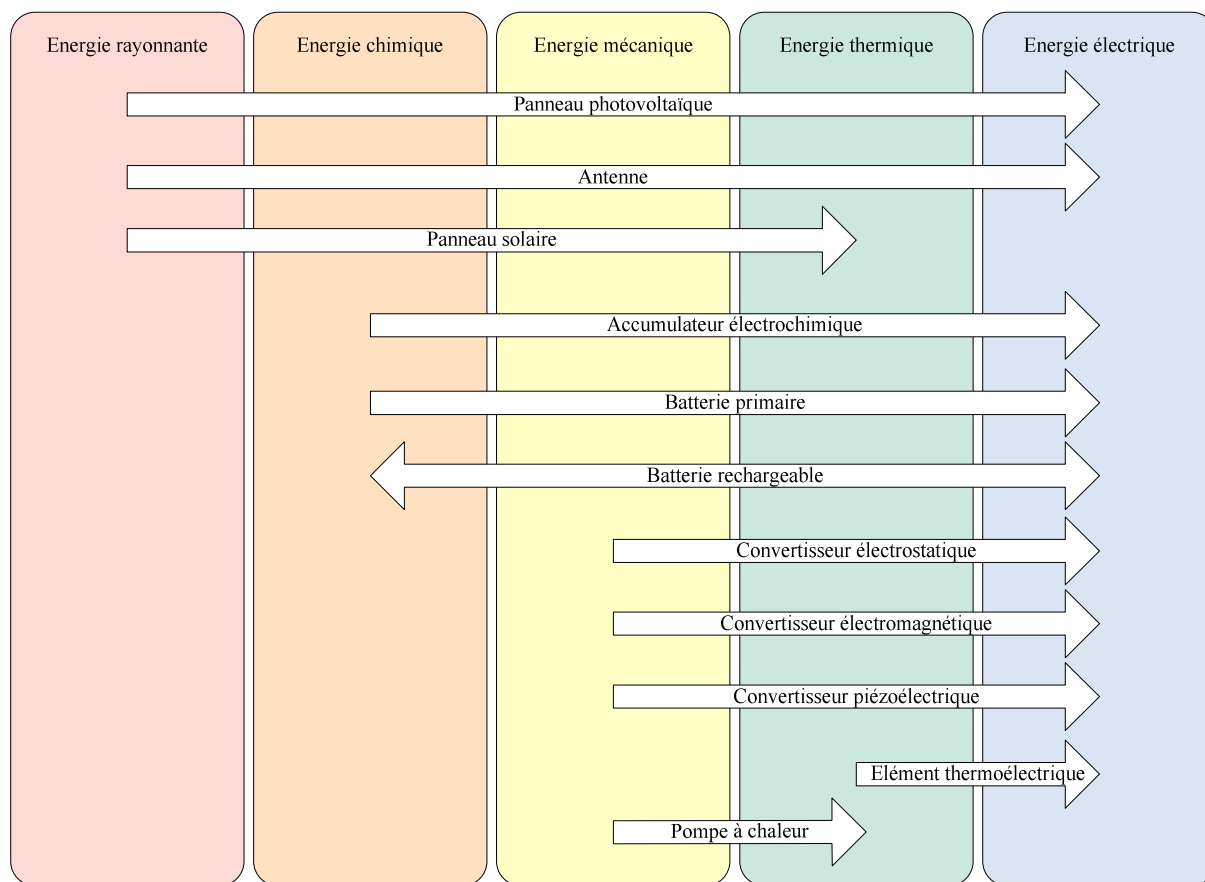 Energie rayonnante
Energie chimique
Energie mécanique
Energie thermique
Energie électrique
Panneau photovoltaïque
Antenne
Panneau solaire
Accumulateur électrochimique
Batterie primaire
Batterie rechargeable
Convertisseur électrostatique
Convertisseur électromagnétique
Convertisseur piézoélectrique
Elément thermoélectrique
Pompe à chaleur